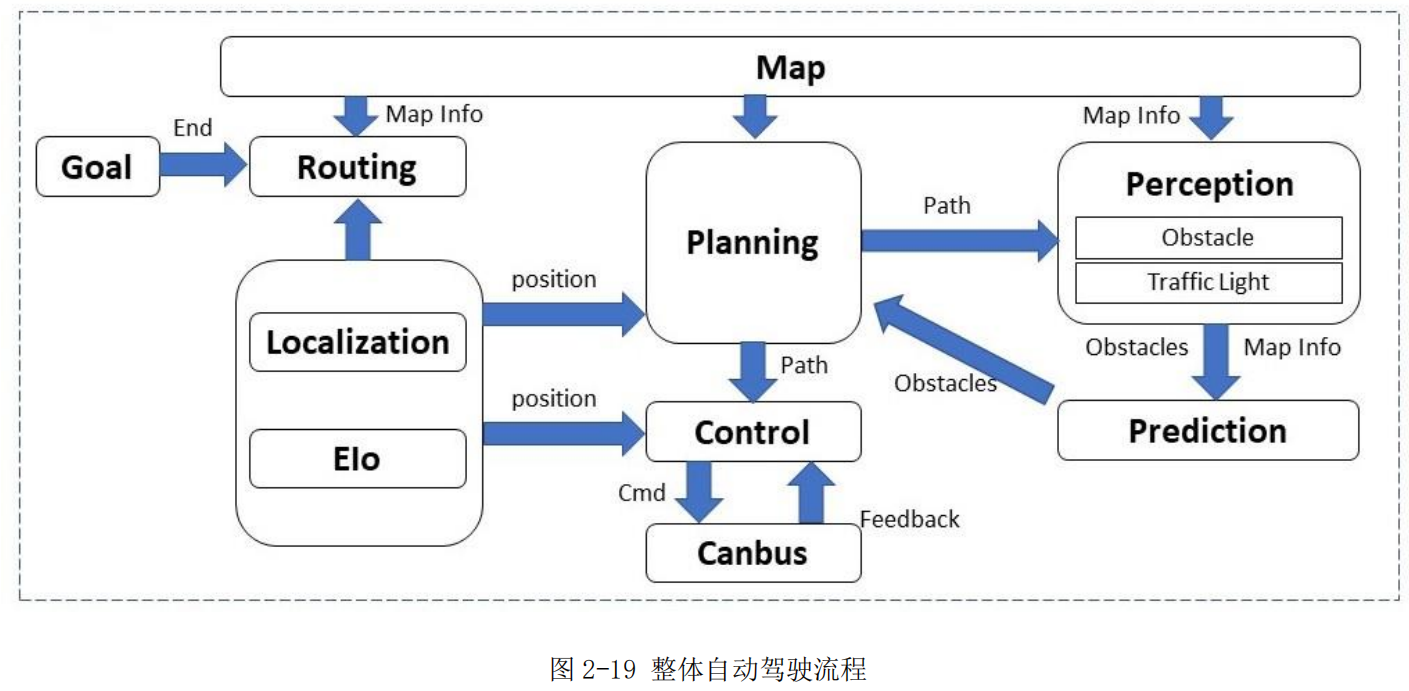 Map
Map Info
Map Info
End
Goal
Routing
Planning
Perception
Obstacle
Traffic Light
Path
position
Localization
Obstacles
Map Info
Path
Obstacles
position
Control
Prediction
Elo
Cmd
Feedback
Canbus
图 2-19 整体自动驾驶流程